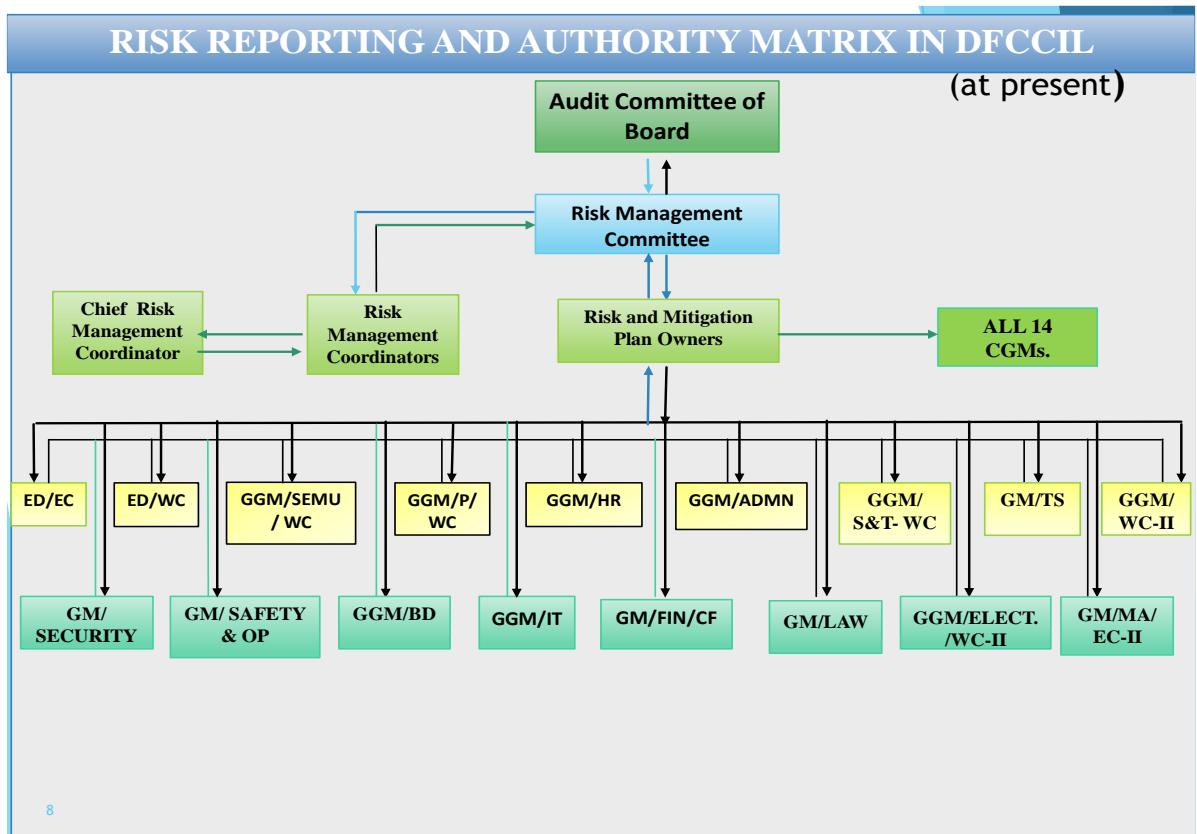 RISK REPORTING AND AUTHORITY MATRIX IN DFCCIL
(at present)
Audit Committee of
Board
Risk Management
Committee
Chief Risk
Management
Coordinator
Risk
Management
Coordinators
Risk and Mitigation
Plan Owners
ALL 14
CGMs.
ED/EC
ED/WC
GGM/SEMU
/ WC
GGM/P/
WC
GGM/HR
GGM/ADMN
GGM/
S&T- WC
GM/TS
GGM/
WC-II
GM/
SECURITY
GM/ SAFETY
& OP
GGM/BD
GGM/IT
GM/FIN/CF
GM/LAW
GGM/ELECT.
/WC-II
GM/MA/
EC-II
8